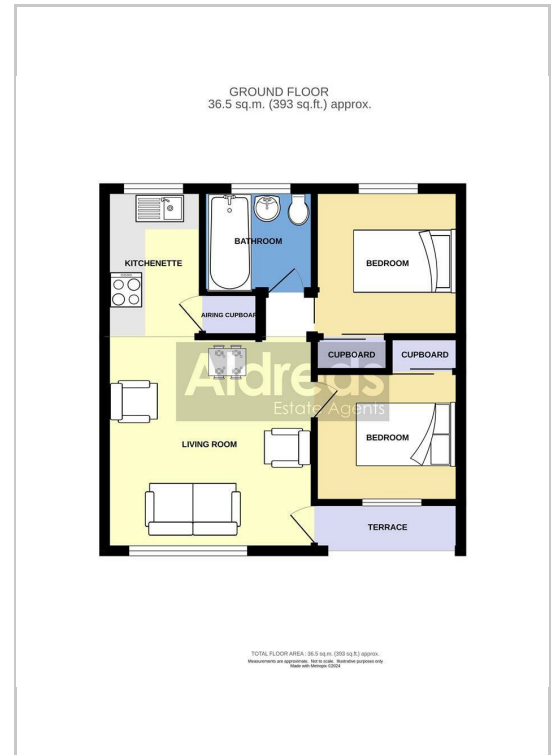 GROUND FLOOR
36.5 sq.m. (393 sq.ft.) approx.
BATHROOM
KITCHENETTE
BEDROOM
AIRING CUPBOARD
CUPBOARD
CUPBOARD
Aldreds
Estate Agents
BEDROOM
LIVING ROOM
TERRACE
TOTAL FLOOR AREA : 36.5 sq.m. (393 sq.ft.) approx.
Measurements are approximate. Not to scale. Illustrative purposes only
Made with Metropix ©2024